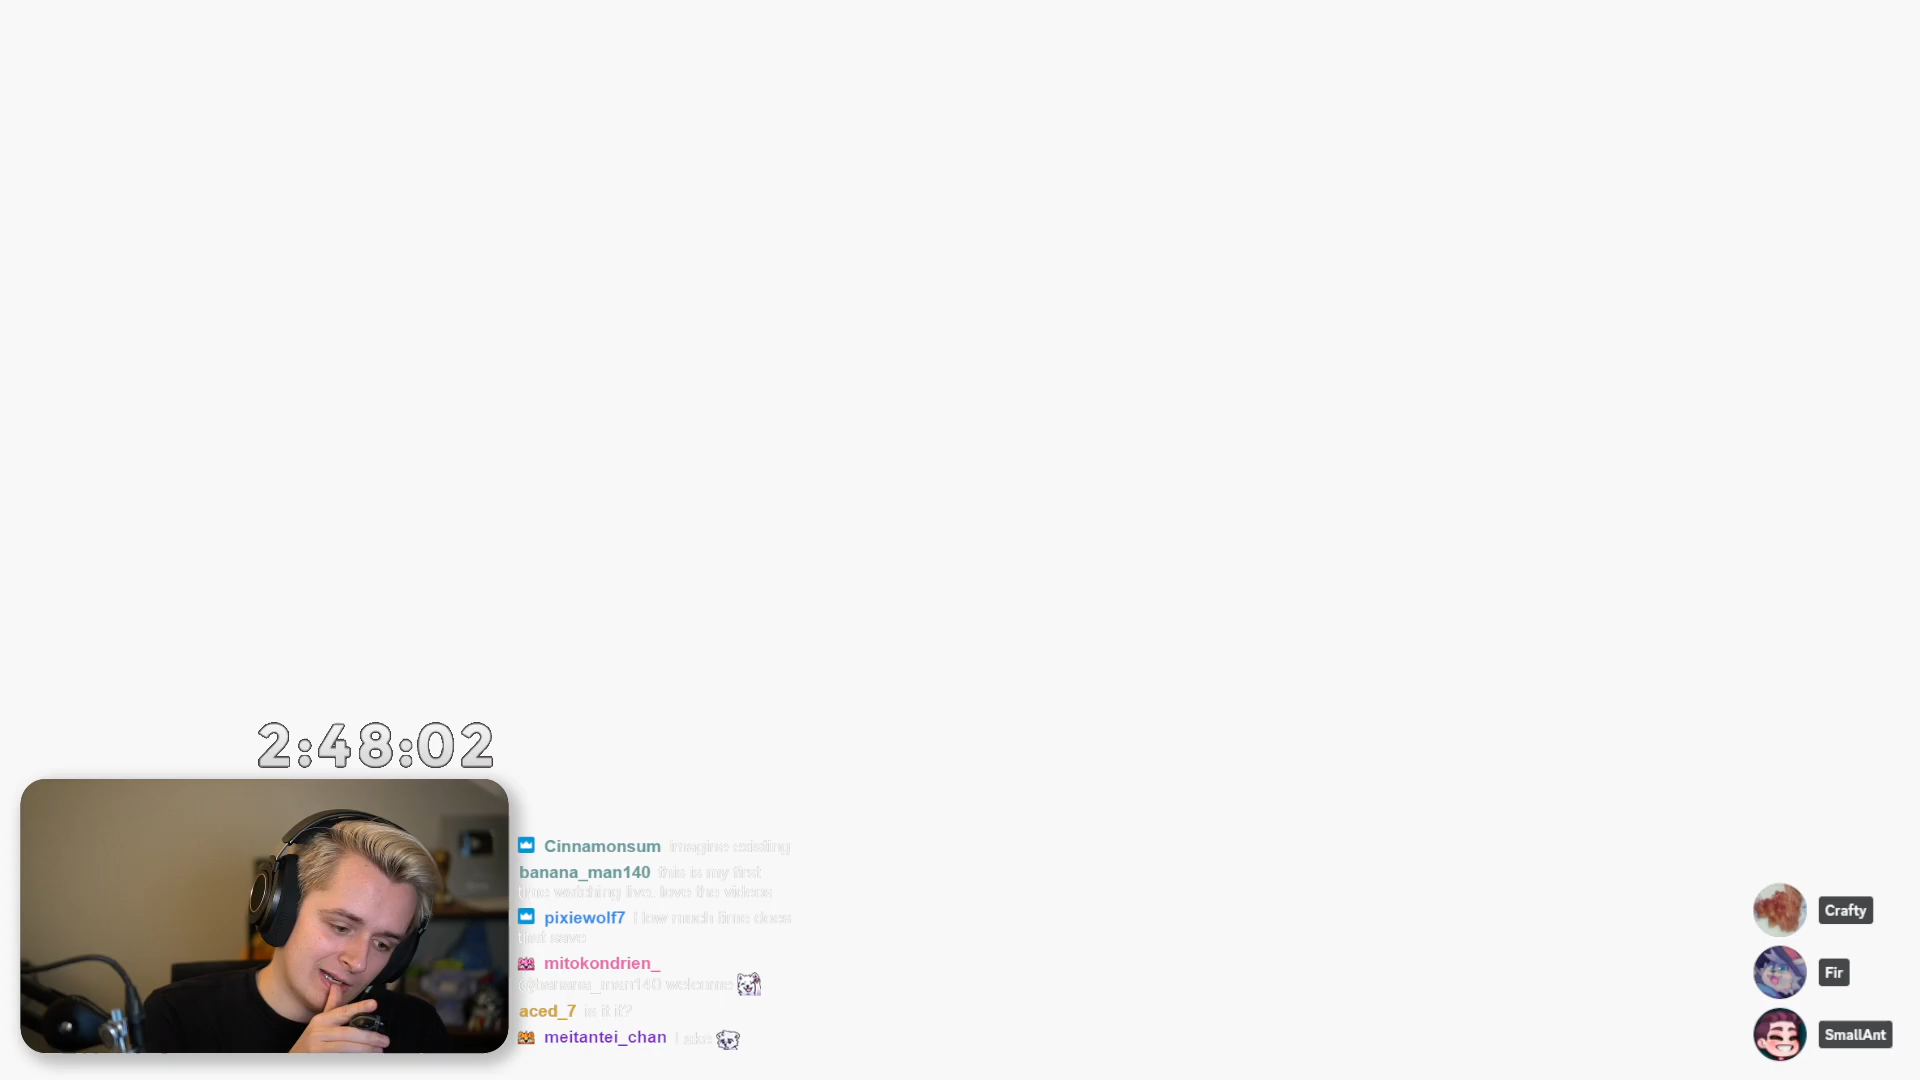 2:48:02
Cinnamonsum imagine existing
banana_man140 this is my first
time watching live. love the videos
pixiewolf7 How much time does
that save
mitokondrien_
@banana_man140 welcome
aced_7 is it it?
meitantei_chan
Crafty
Fir
SmallAnt